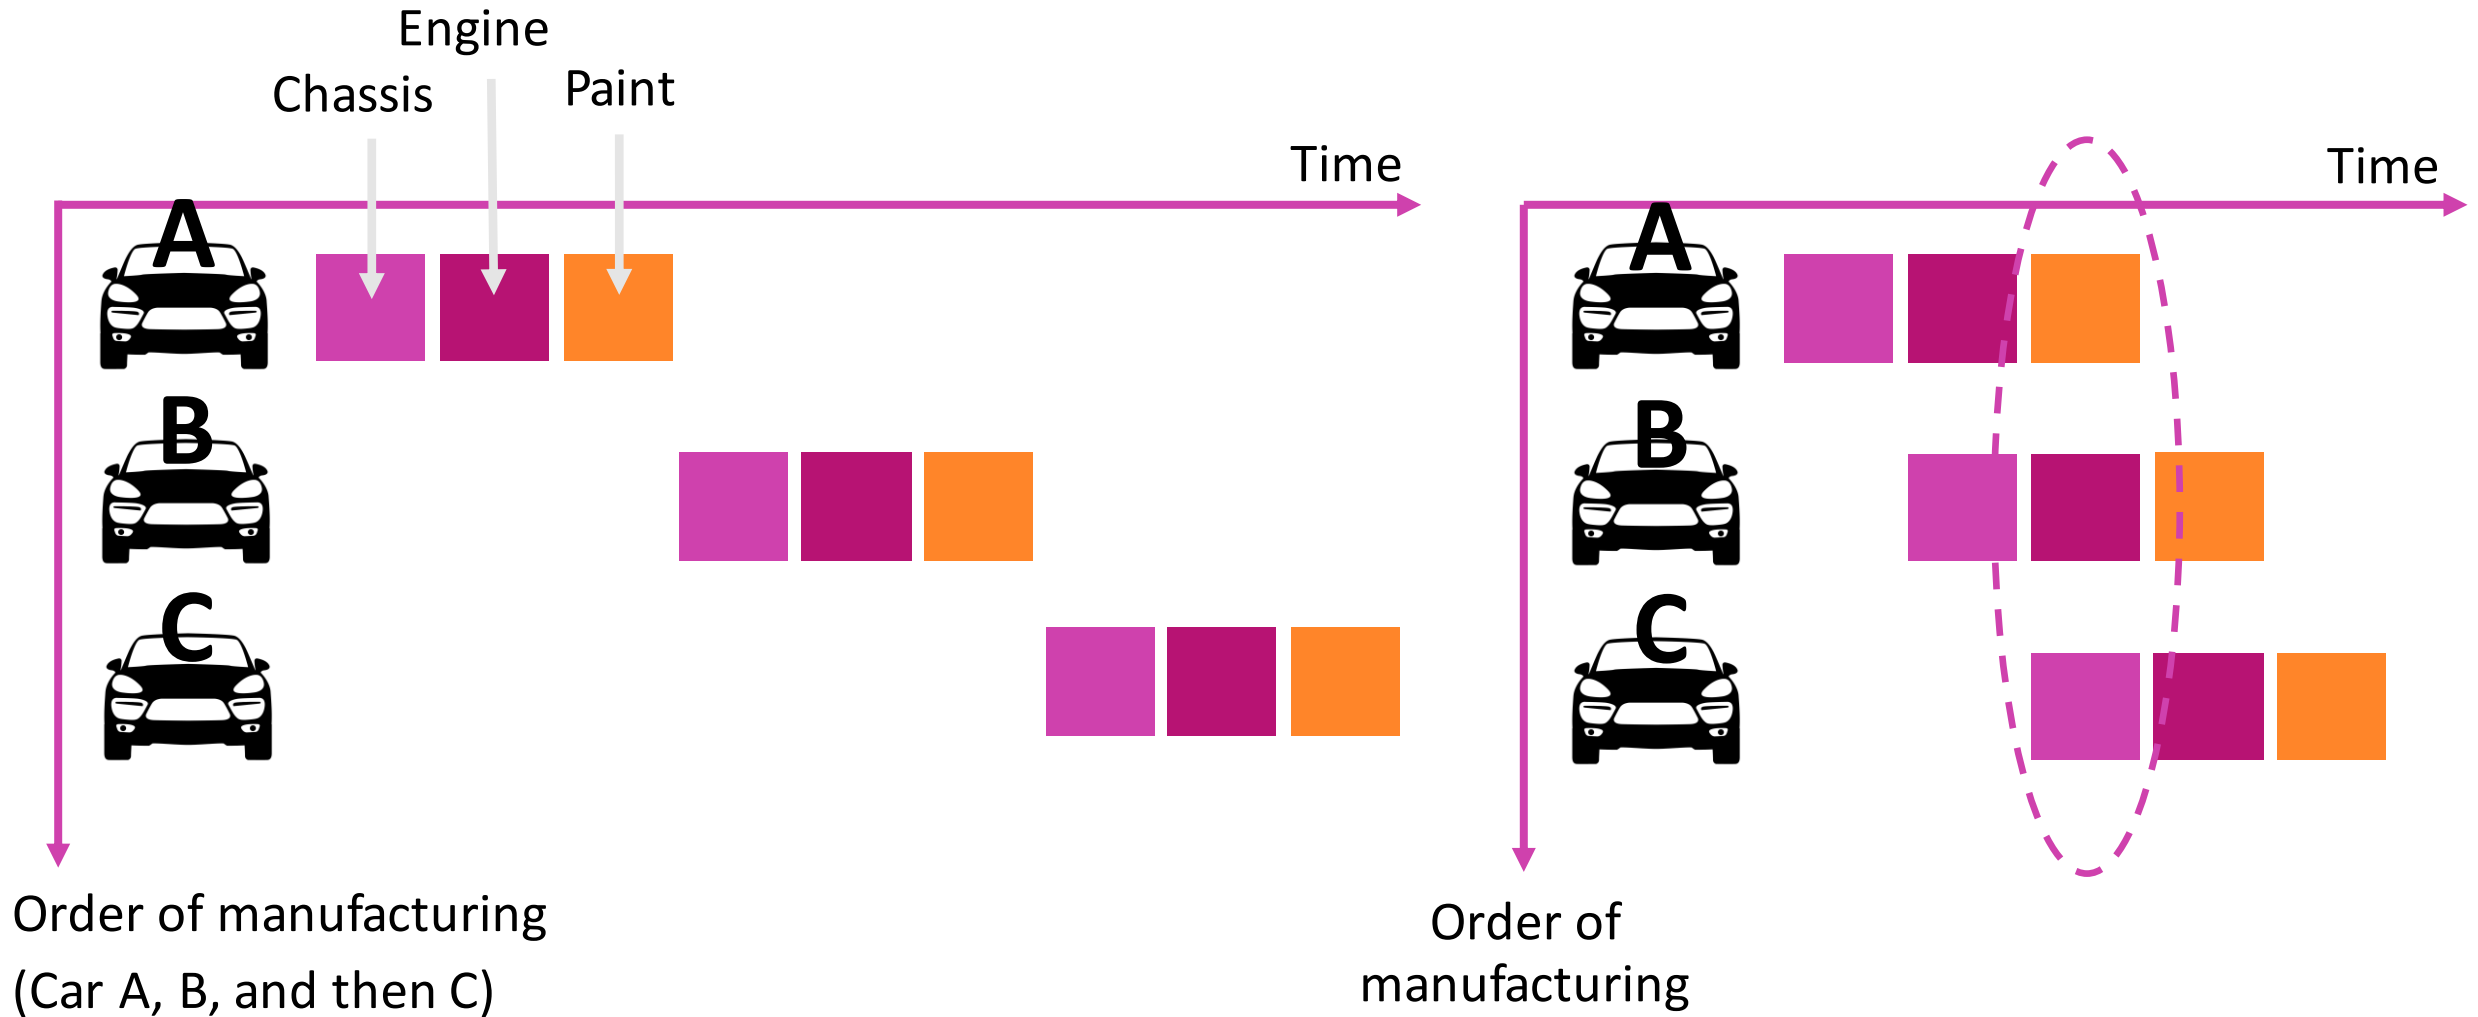 Engine
Chassis
Paint
Time
A
B
C
Order of manufacturing
(Car A, B, and then C)
Time
A
B
C
Order of
manufacturing